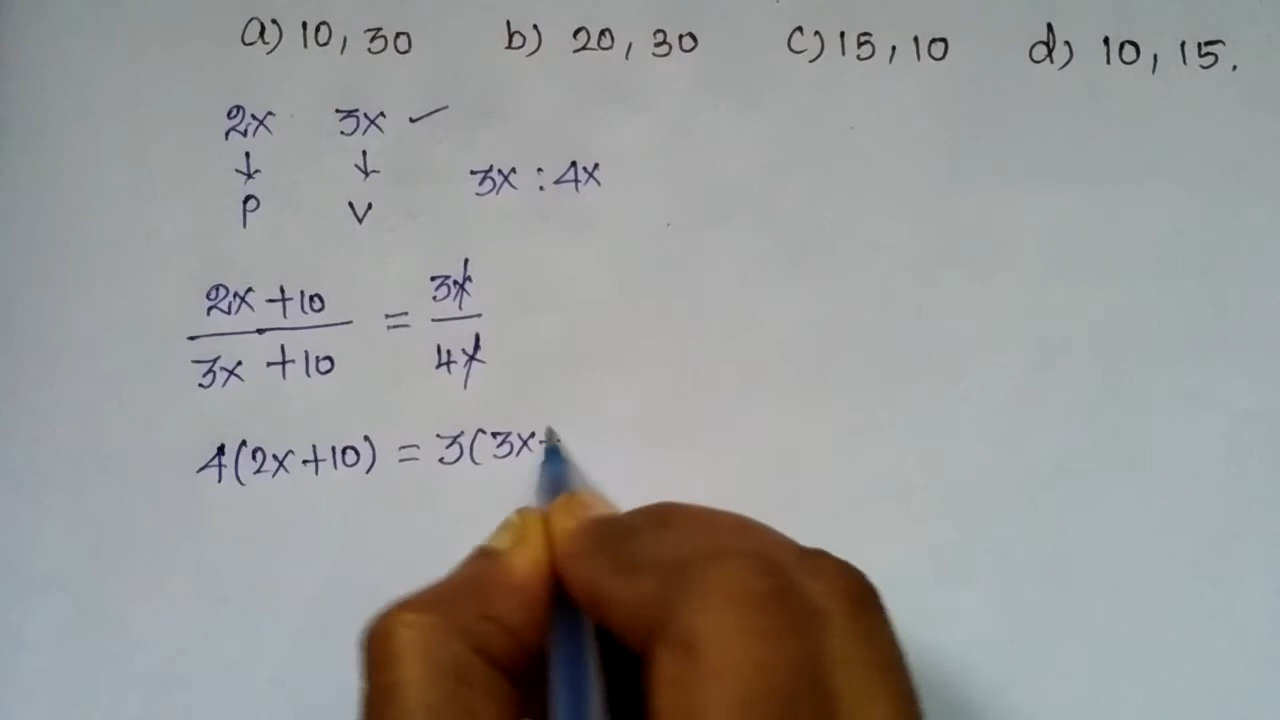 a) 10, 30 b) 20, 30 c) 15, 10 d) 10, 15.
2x 3x ✓
↓ ↓
P V
3x : 4x
2x + 10 / 3x + 10 = 3x / 4x
4(2x + 10) = 3(3x +